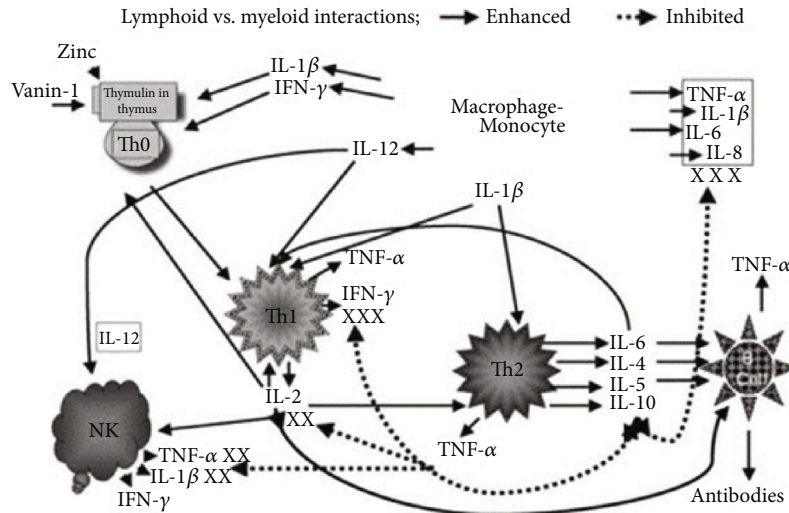 Lymphoid vs. myeloid interactions; Enhanced Inhibited
Zinc
Vanin-1
Thymulin in
thymus
Th0
IL-1β
IFN-γ
Macrophage-
Monocyte
TNF-α
IL-1β
IL-6
IL-8
X X X
IL-12
IL-1β
TNF-α
IFN-γ
XXX
Th1
TNF-α
IL-12
Th2
IL-6
IL-4
IL-5
IL-10
B
Cell
IL-2
XX
NK
TNF-α XX
IL-1β XX
IFN-γ
TNF-α
Antibodies